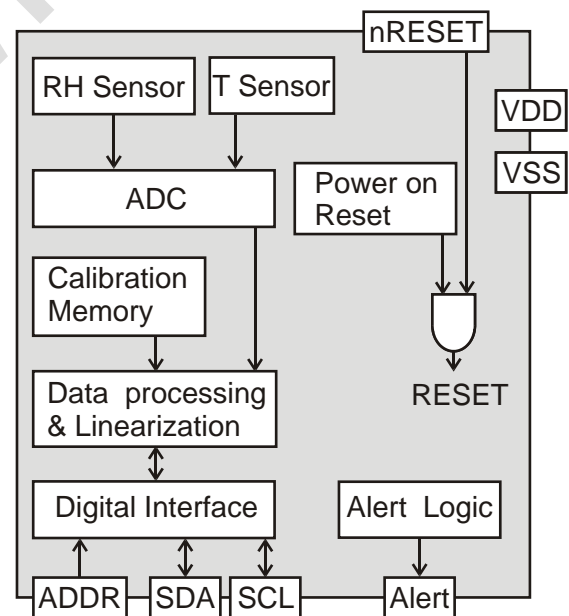 nRESET
RH Sensor
T Sensor
VDD
VSS
ADC
Power on
Reset
Calibration
Memory
RESET
Data processing
& Linearization
Digital Interface
Alert Logic
ADDR
SDA
SCL
Alert